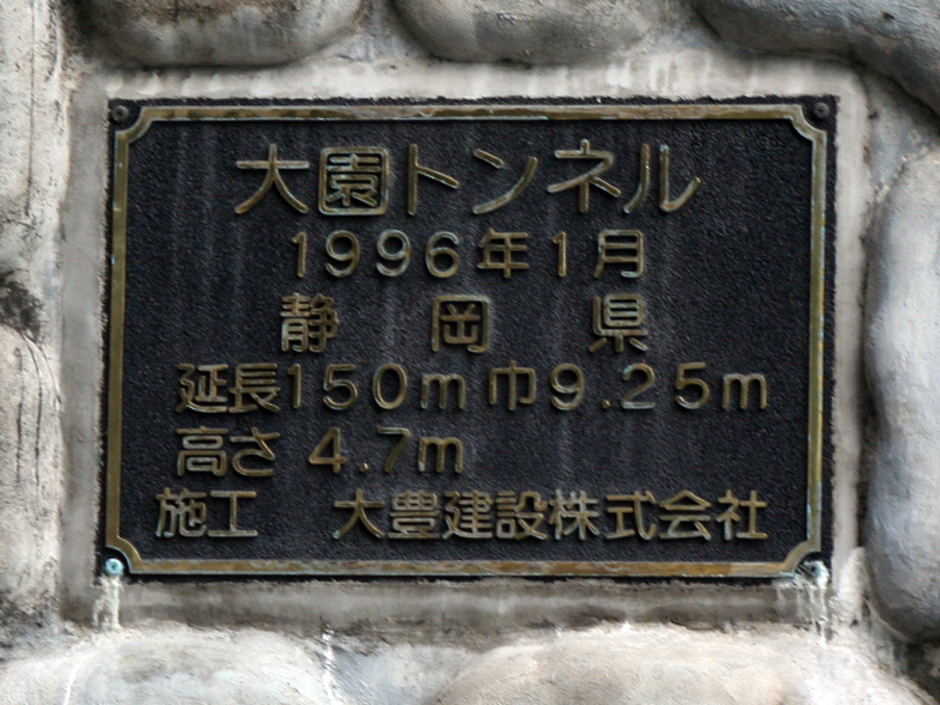 大園トンネル
1996年1月
静岡県
延長150m巾9.25m
高さ4.7m
施工 大豊建設株式会社